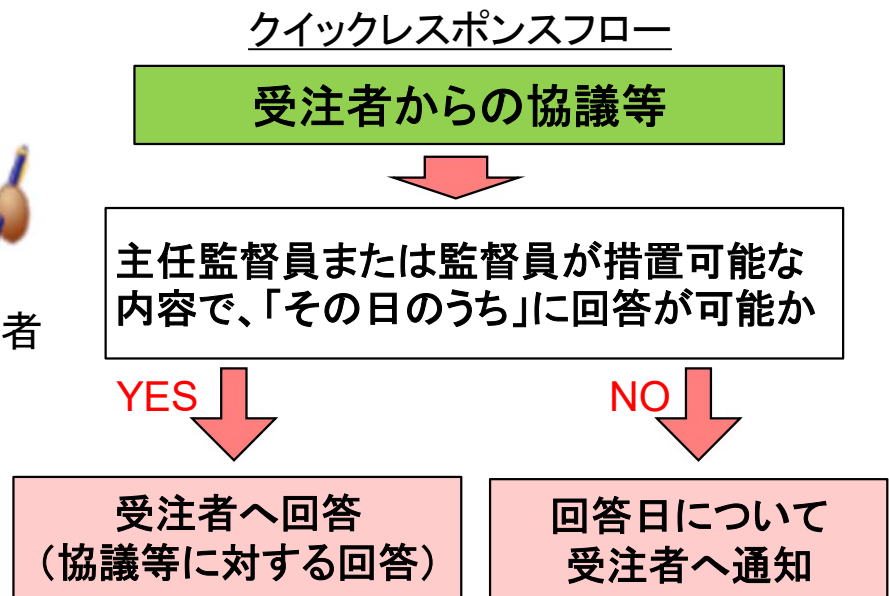 クイックレスポンスフロー
受注者からの協議等
主任監督員または監督員が措置可能な
内容で、「その日のうち」に回答が可能か
者
YES
NO
受注者へ回答
(協議等に対する回答)
回答日について
受注者へ通知